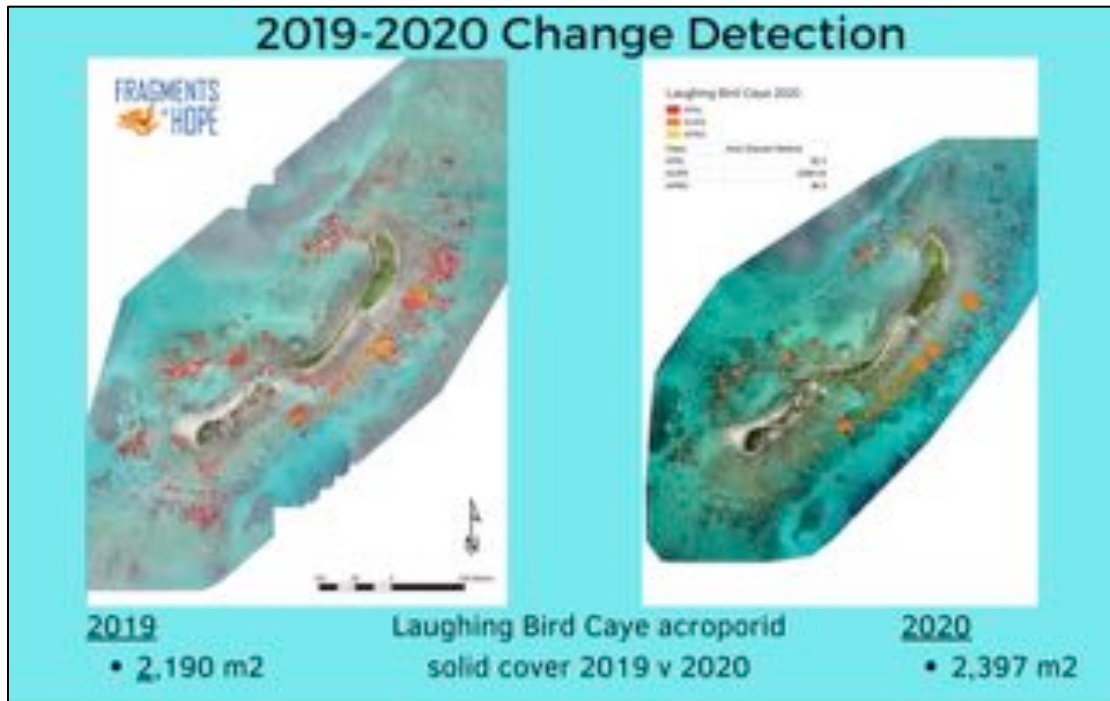 2019-2020 Change Detection
FRAGMENTS
of HOPE
Laughing Bird Caye 2020
2019
• 2,190 m2
Laughing Bird Caye acroporid
solid cover 2019 v 2020
2020
• 2,397 m2